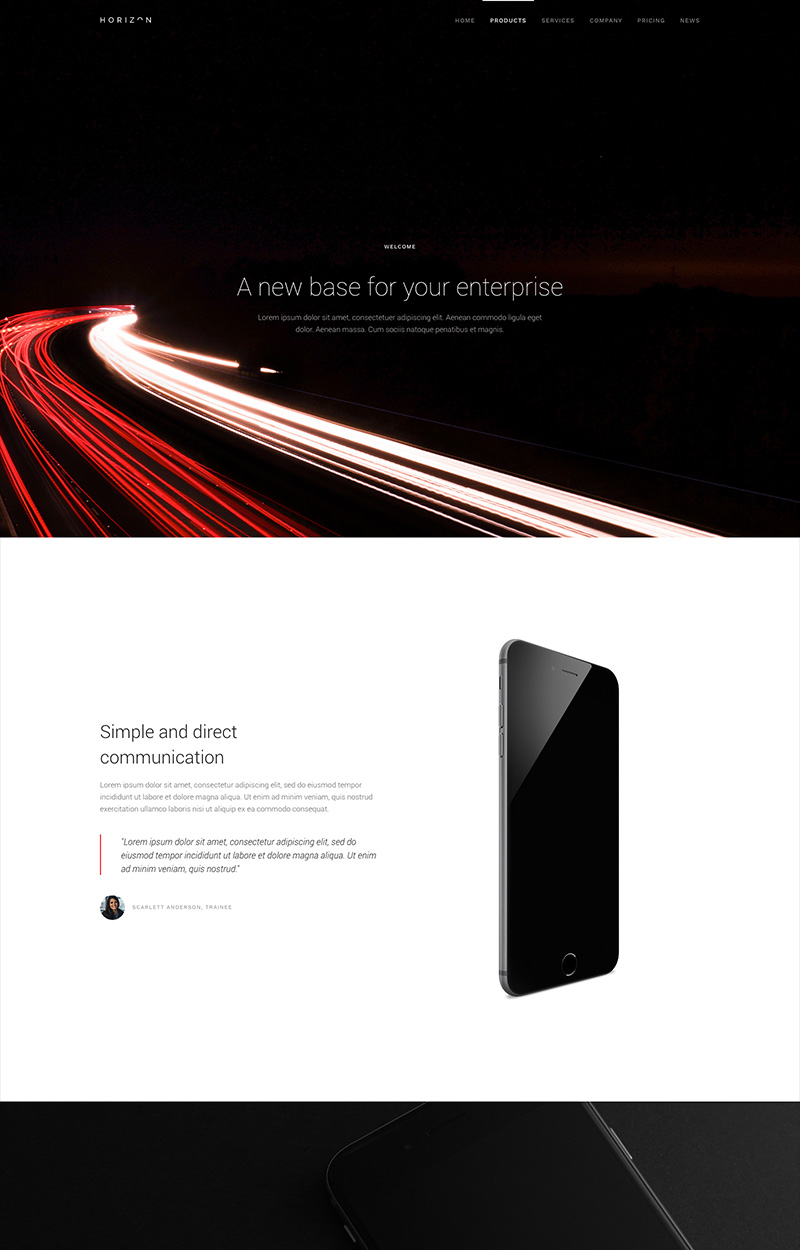 HORIZON
HOME PRODUCTS SERVICES COMPANY PRICING NEWS
WELCOME
A new base for your enterprise
Lorem ipsum dolor sit amet, consectetuer adipiscing elit. Aenean commodo ligula eget
dolor. Aenean massa. Cum sociis natoque penatibus et magnis.
Simple and direct
communication
Lorem ipsum dolor sit amet, consectetur adipiscing elit, sed do eiusmod tempor
incididunt ut labore et dolore magna aliqua. Ut enim ad minim veniam, quis nostrud
exercitation ullamco laboris nisi ut aliquip ex ea commodo consequat.
"Lorem ipsum dolor sit amet, consectetur adipiscing elit, sed do
eiusmod tempor incididunt ut labore et dolore magna aliqua. Ut enim
ad minim veniam, quis nostrud."
SCARLETT ANDERSON, TRAINEE